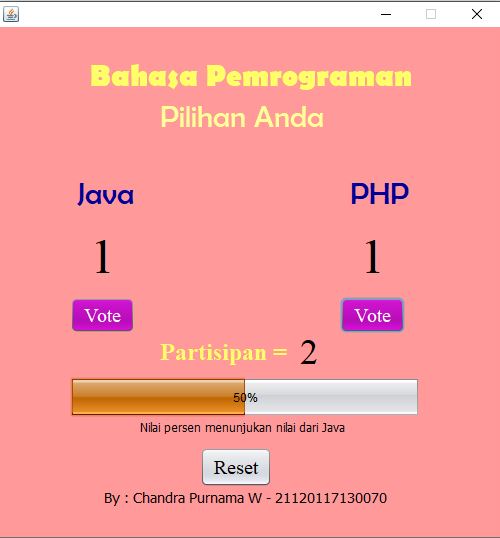 Bahasa Pemrograman
Pilihan Anda
Java PHP
1 1
Vote Vote
Partisipan = 2
50%
Nilai persen menunjukan nilai dari Java
Reset
By : Chandra Purnama W - 21120117130070